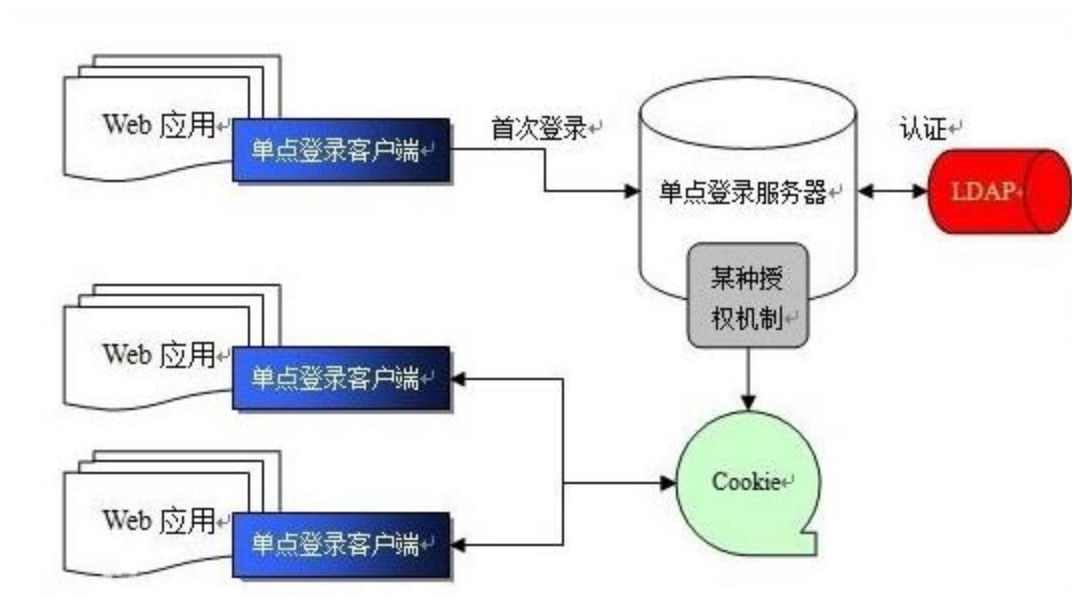 Web 应用
单点登录客户端
首次登录
单点登录服务器
认证
LDAP
某种授
权机制
Web 应用
单点登录客户端
Cookie
Web 应用
单点登录客户端